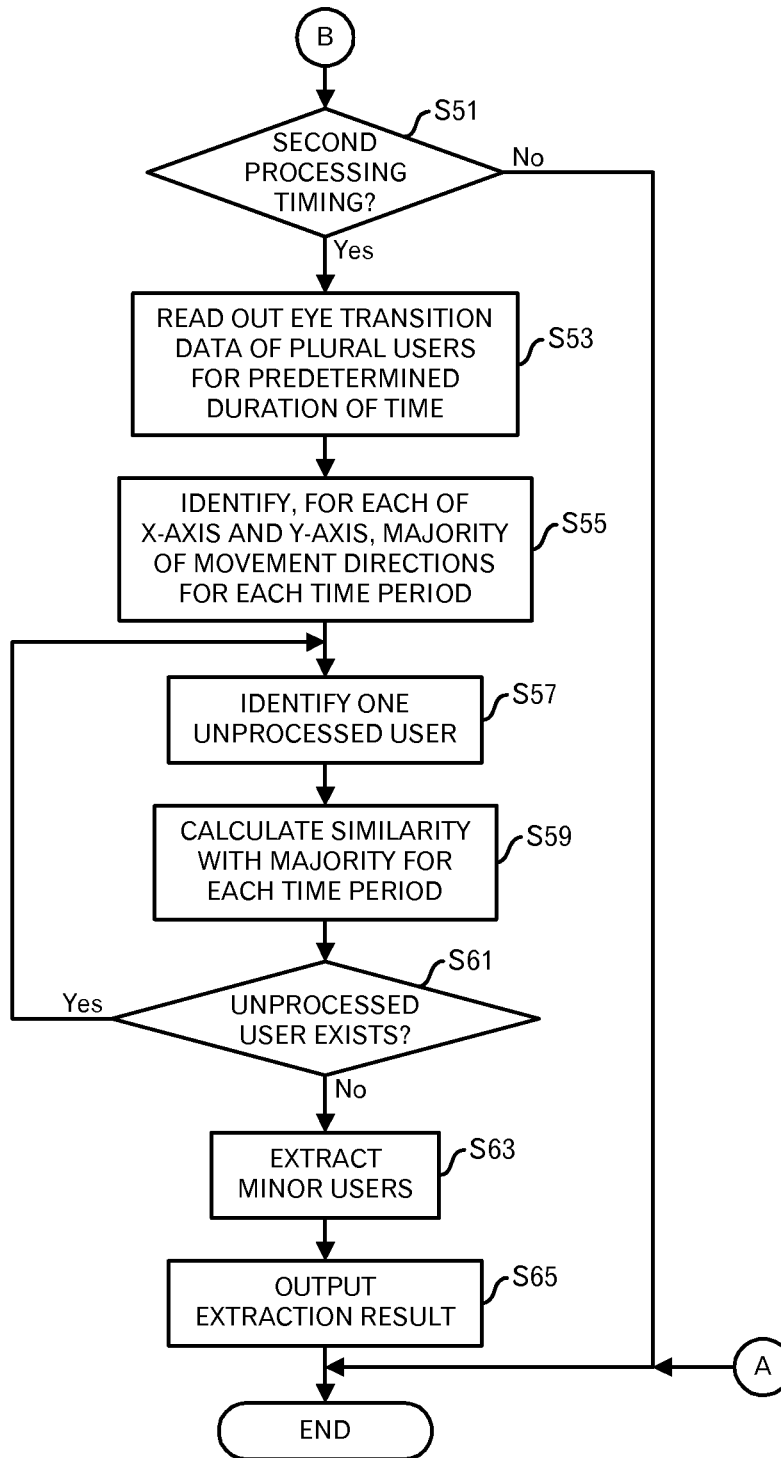 B
S51
SECOND
PROCESSING
TIMING?
No
Yes
READ OUT EYE TRANSITION
DATA OF PLURAL USERS
FOR PREDETERMINED
DURATION OF TIME
S53
IDENTIFY, FOR EACH OF
X-AXIS AND Y-AXIS, MAJORITY
OF MOVEMENT DIRECTIONS
FOR EACH TIME PERIOD
S55
IDENTIFY ONE
UNPROCESSED USER
S57
CALCULATE SIMILARITY
WITH MAJORITY FOR
EACH TIME PERIOD
S59
S61
Yes
UNPROCESSED
USER EXISTS?
No
EXTRACT
MINOR USERS
S63
OUTPUT
EXTRACTION RESULT
S65
A
END